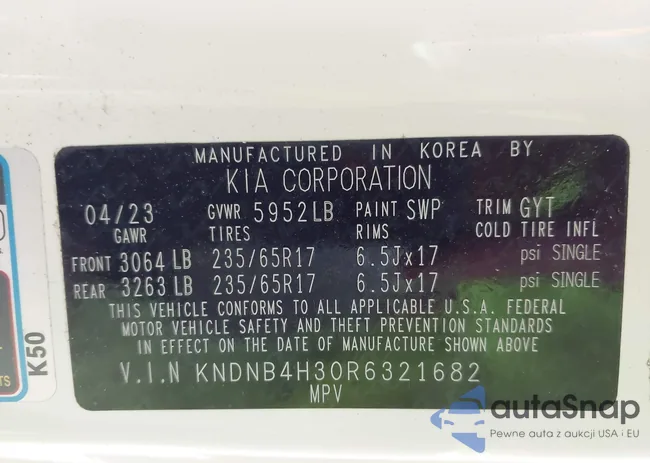 MANUFACTURED IN KOREA BY
KIA CORPORATION
04/23 GVWR 5952LB PAINT SWP TRIM GYT
GAWR TIRES RIMS COLD TIRE INFL
FRONT 3064 LB 235/65R17 6.5Jx17 psi SINGLE
REAR 3263 LB 235/65R17 6.5Jx17 psi SINGLE
THIS VEHICLE CONFORMS TO ALL APPLICABLE U.S.A. FEDERAL
MOTOR VEHICLE SAFETY AND THEFT PREVENTION STANDARDS
IN EFFECT ON THE DATE OF MANUFACTURE SHOWN ABOVE
V.I.N KNDNB4H30R6321682
MPV
K50
autaSnap
Pewne auta z aukcji USA i EU